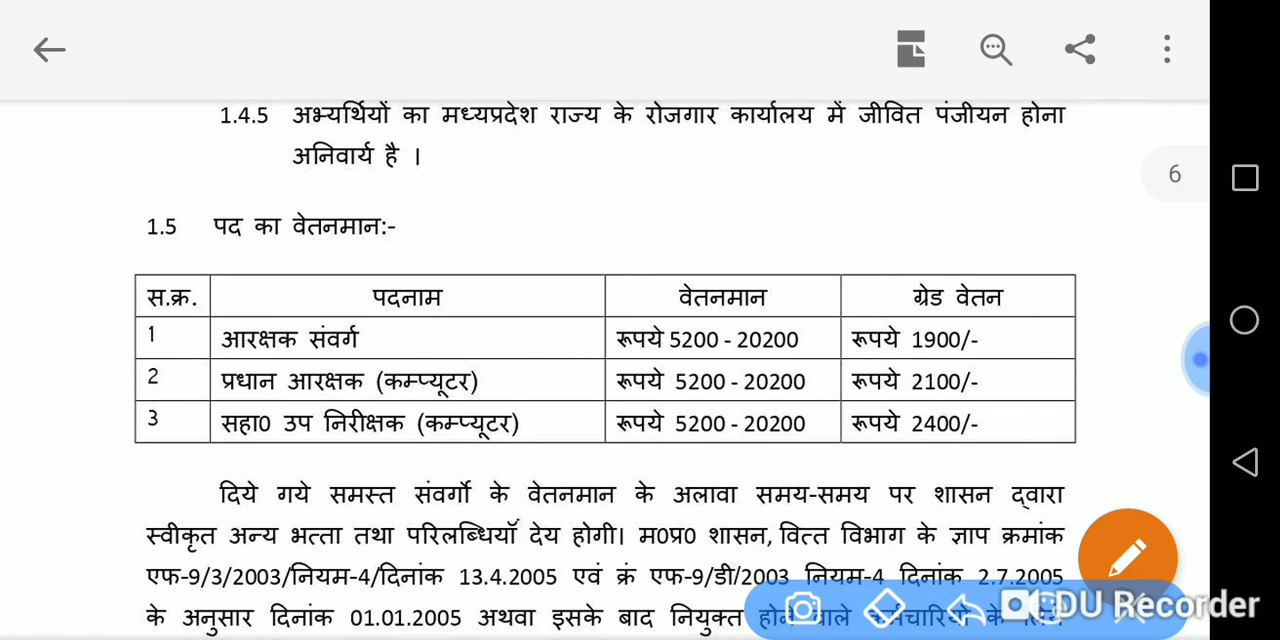 1.4.5 अभ्यर्थियों का मध्यप्रदेश राज्य के रोजगार कार्यालय में जीवित पंजीयन होना
अनिवार्य है ।
6
1.5 पद का वेतनमान:-
स.क्र. पदनाम वेतनमान ग्रेड वेतन
1 आरक्षक संवर्ग रूपये 5200 - 20200 रूपये 1900/-
2 प्रधान आरक्षक (कम्प्यूटर) रूपये 5200 - 20200 रूपये 2100/-
3 सहा0 उप निरीक्षक (कम्प्यूटर) रूपये 5200 - 20200 रूपये 2400/-
दिये गये समस्त संवर्गो के वेतनमान के अलावा समय-समय पर शासन द्वारा
स्वीकृत अन्य भत्ता तथा परिलब्धियॉं देय होगी। म0प्र0 शासन, वित्त विभाग के ज्ञाप क्रमांक
एफ-9/3/2003/नियम-4/दिनांक 13.4.2005 एवं क्रं एफ-9/डी/2003 नियम-4 दिनांक 2.7.2005
के अनुसार दिनांक 01.01.2005 अथवा इसके बाद नियुक्त होने वाले कर्मचारियों के लिये
DU Recorder